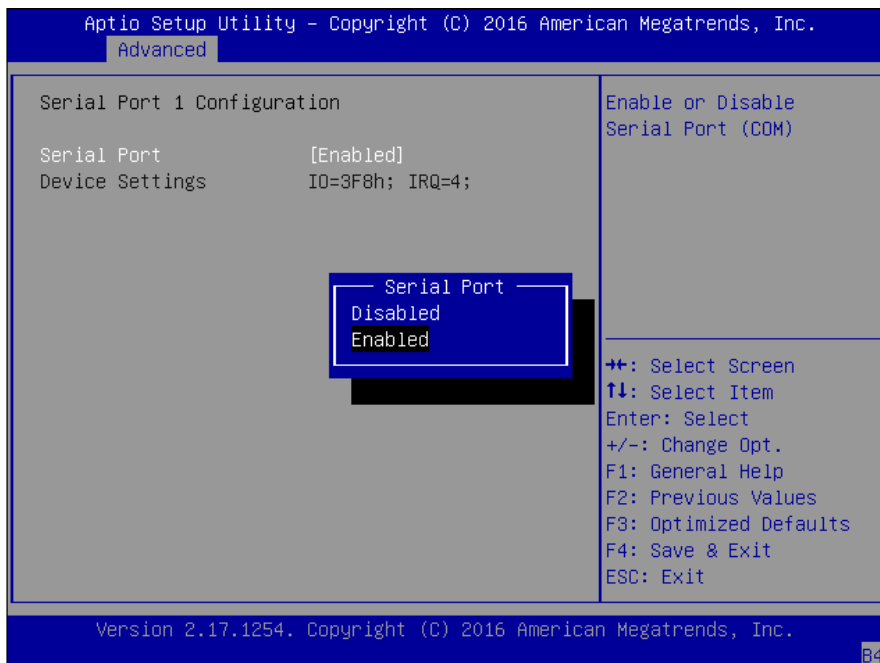 Aptio Setup Utility – Copyright (C) 2016 American Megatrends, Inc.
Advanced
Serial Port 1 Configuration
Serial Port [Enabled]
Device Settings IO=3F8h; IRQ=4;
Enable or Disable
Serial Port (COM)
Serial Port
Disabled
Enabled
→←: Select Screen
↑↓: Select Item
Enter: Select
+/-: Change Opt.
F1: General Help
F2: Previous Values
F3: Optimized Defaults
F4: Save & Exit
ESC: Exit
Version 2.17.1254. Copyright (C) 2016 American Megatrends, Inc.
B4